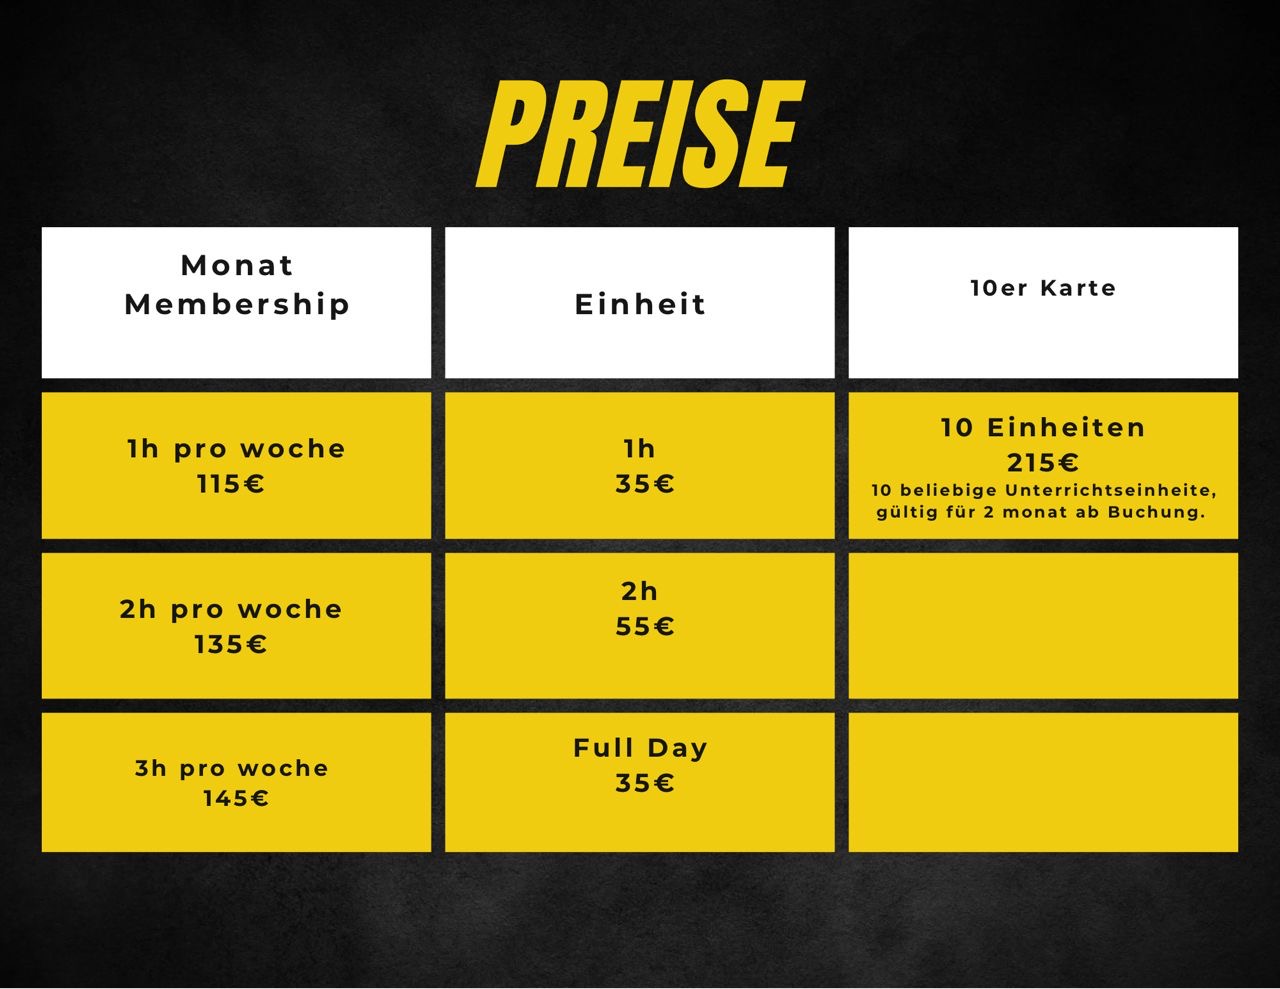 PREISE
Monat
Membership
Einheit
10er Karte
1h pro woche
115€
1h
35€
10 Einheiten
215€
10 beliebige Unterrichtseinheite,
gültig für 2 monat ab Buchung.
2h pro woche
135€
2h
55€
3h pro woche
145€
Full Day
35€